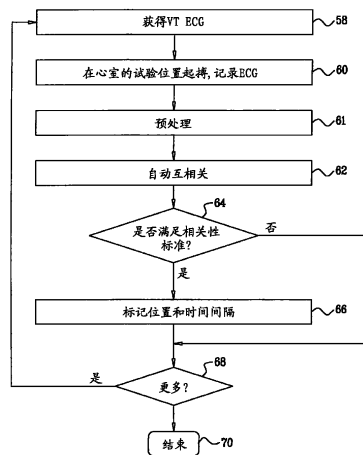 获得VT ECG
58
在心室的试验位置起搏,记录ECG
60
预处理
61
自动互相关
62
64
是否满足相关性
标准?
否
是
标记位置和时间间隔
66
68
是
更多?
结束
70